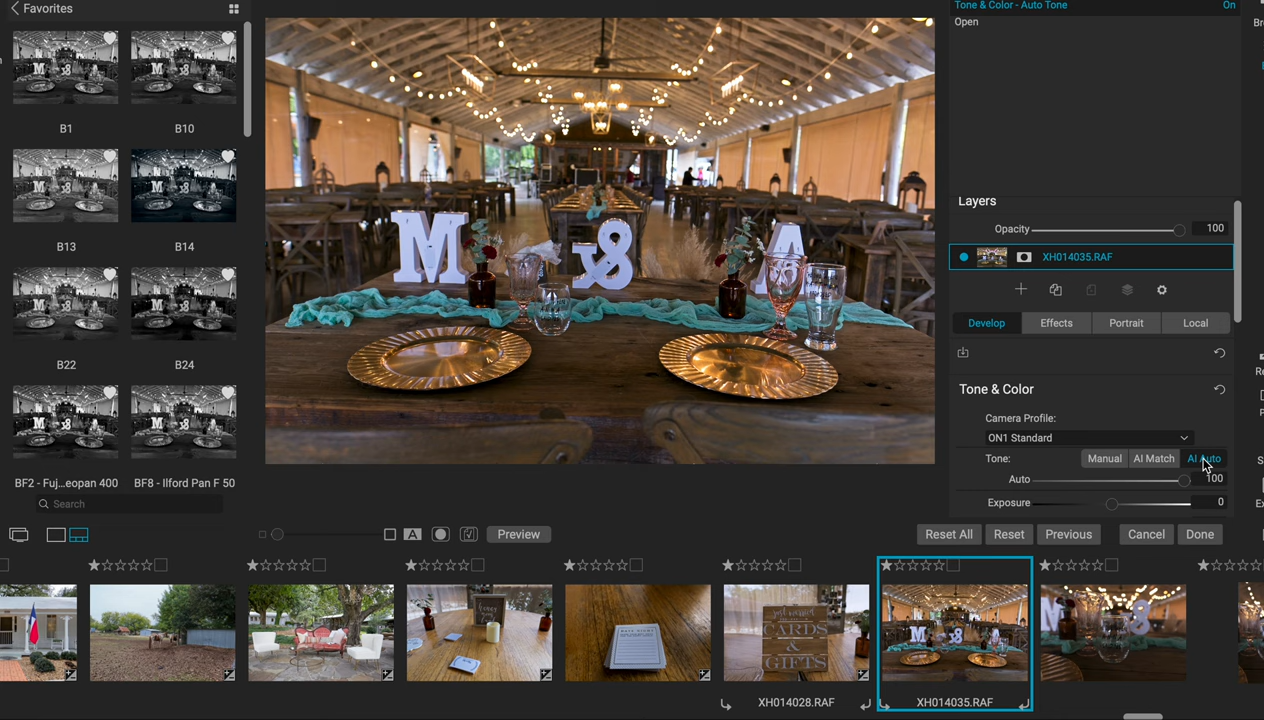 Favorites
B1
B10
B13
B14
B22
B24
BF2 - Fuj...eopan 400
BF8 - Ilford Pan F 50
Search
M & A
Tone & Color - Auto Tone On
Open
Layers
Opacity 100
XH014035.RAF
Develop Effects Portrait Local
Tone & Color
Camera Profile:
ON1 Standard
Tone: Manual AI Match AI Auto
Auto 100
Exposure 0
A Preview
Reset All Reset Previous Cancel Done
just married
CARDS
&
GIFTS
XH014028.RAF
XH014035.RAF